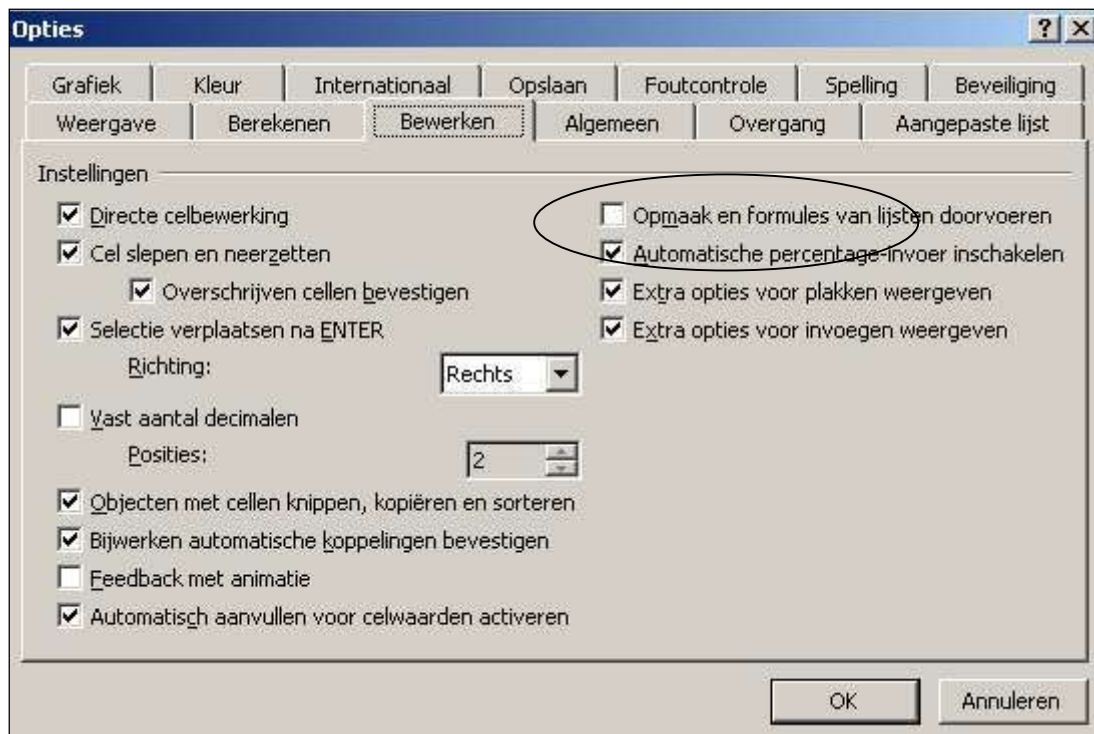 Opties
Grafiek Kleur Internationaal Opslaan Foutcontrole Spelling Beveiliging
Weergave Berekenen Bewerken Algemeen Overgang Aangepaste lijst
Instellingen
Directe celbewerking
Cel slepen en neerzetten
Overschrijven cellen bevestigen
Selectie verplaatsen na ENTER
Richting: Rechts
Vast aantal decimalen
Posities: 2
Objecten met cellen knippen, kopiëren en sorteren
Bijwerken automatische koppelingen bevestigen
Feedback met animatie
Automatisch aanvullen voor celwaarden activeren
Opmaak en formules van lijsten doorvoeren
Automatische percentage-invoer inschakelen
Extra opties voor plakken weergeven
Extra opties voor invoegen weergeven
OK Annuleren